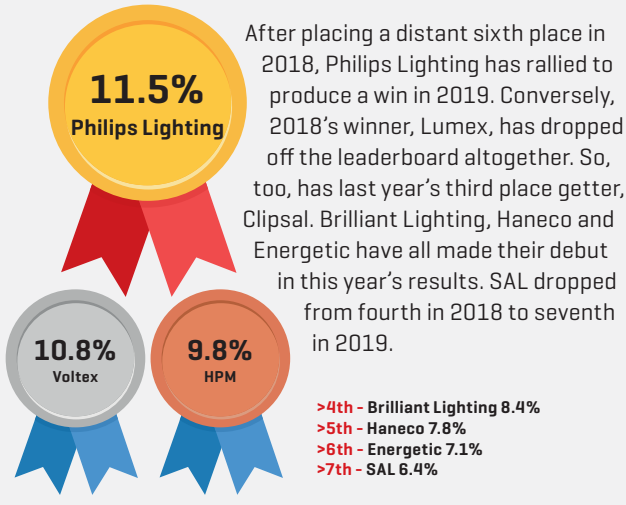 11.5%
Philips Lighting
After placing a distant sixth place in
2018, Philips Lighting has rallied to
produce a win in 2019. Conversely,
2018's winner, Lumex, has dropped
off the leaderboard altogether. So,
too, has last year's third place getter,
Clipsal. Brilliant Lighting, Haneco and
Energetic have all made their debut
in this year's results. SAL dropped
from fourth in 2018 to seventh
in 2019.
10.8%
Voltex
9.8%
HPM
>4th - Brilliant Lighting 8.4%
>5th - Haneco 7.8%
>6th - Energetic 7.1%
>7th - SAL 6.4%